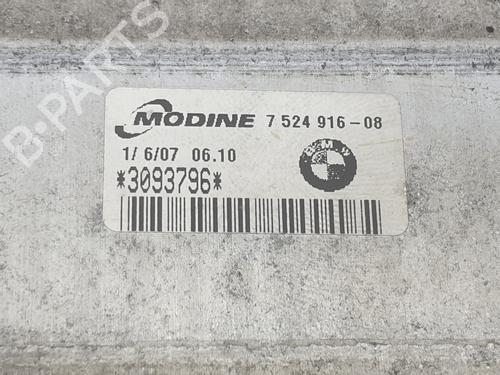 B-PARTS
MODINE 7 524 916-08
1/ 6/07 06.10
BMW
*3093796*